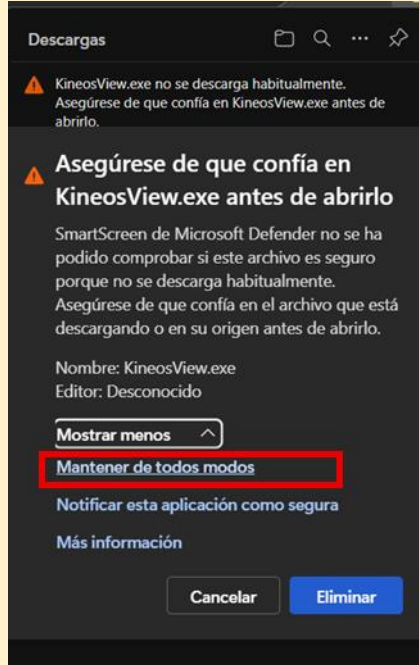 Descargas
KineosView.exe no se descarga habitualmente.
Asegúrese de que confía en KineosView.exe antes de
abrirlo.
Asegúrese de que confía en
KineosView.exe antes de abrirlo
SmartScreen de Microsoft Defender no se ha
podido comprobar si este archivo es seguro
porque no se descarga habitualmente.
Asegúrese de que confía en el archivo que está
descargando o en su origen antes de abrirlo.
Nombre: KineosView.exe
Editor: Desconocido
Mostrar menos
Mantener de todos modos
Notificar esta aplicación como segura
Más información
Cancelar
Eliminar